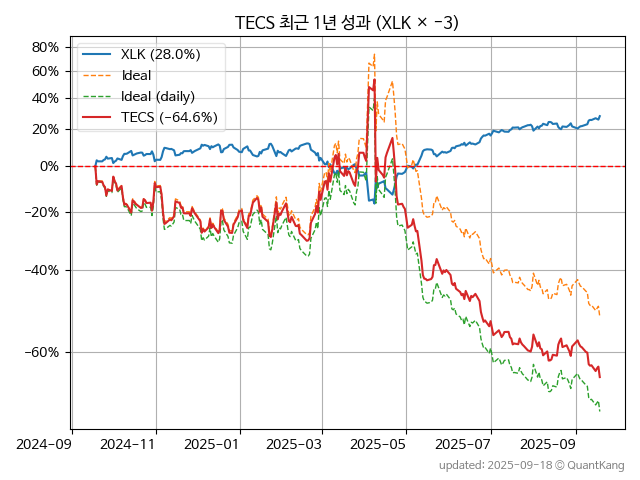 TECS 최근 1년 성과 (XLK × -3)
XLK (28.0%)
Ideal
Ideal (daily)
TECS (-64.6%)
80%
60%
40%
20%
0%
-20%
-40%
-60%
2024-09 2024-11 2025-01 2025-03 2025-05 2025-07 2025-09
updated: 2025-09-18 © QuantKang